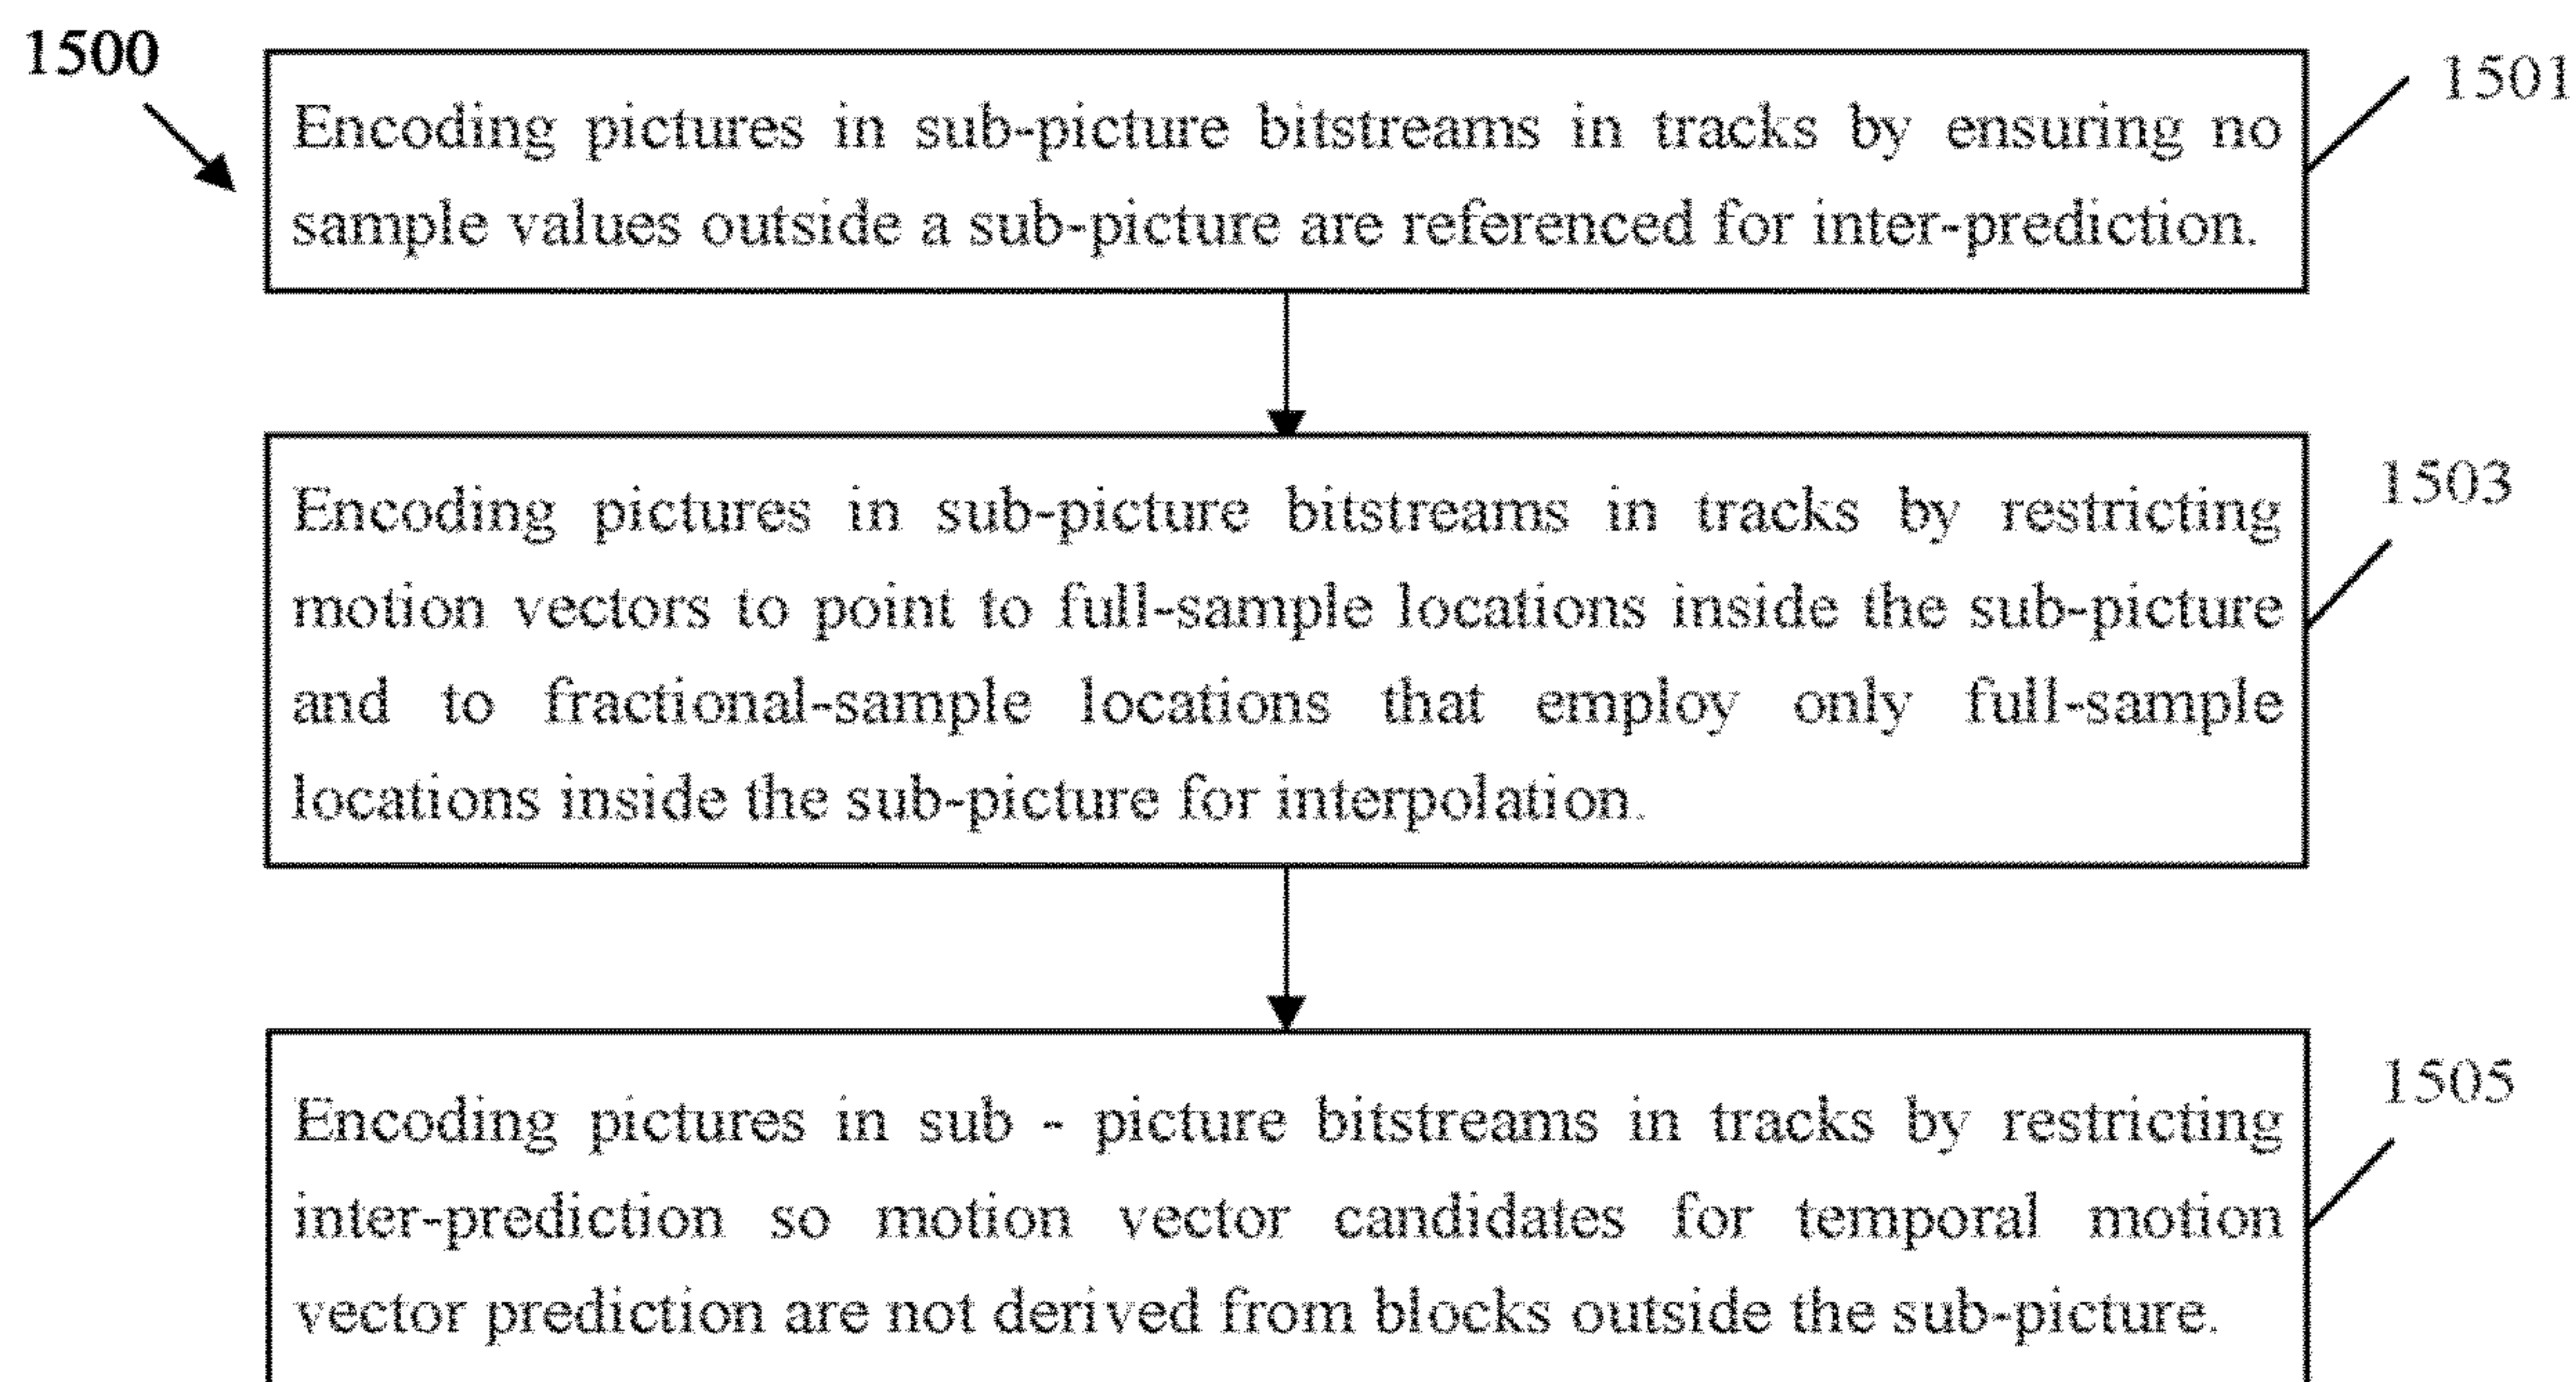 1500
1501
Encoding pictures in sub-picture bitstreams in tracks by ensuring no
sample values outside a sub-picture are referenced for inter-prediction.
1503
Encoding pictures in sub-picture bitstreams in tracks by restricting
motion vectors to point to full-sample locations inside the sub-picture
and to fractional-sample locations that employ only full-sample
locations inside the sub-picture for interpolation.
1505
Encoding pictures in sub - picture bitstreams in tracks by restricting
inter-prediction so motion vector candidates for temporal motion
vector prediction are not derived from blocks outside the sub-picture.